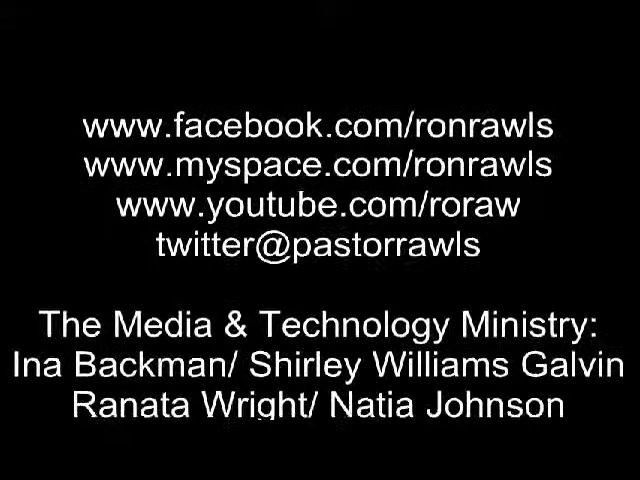 www.facebook.com/ronrawls
www.myspace.com/ronrawls
www.youtube.com/roraw
twitter@pastorrawls
The Media & Technology Ministry:
Ina Backman/ Shirley Williams Galvin
Ranata Wright/ Natia Johnson